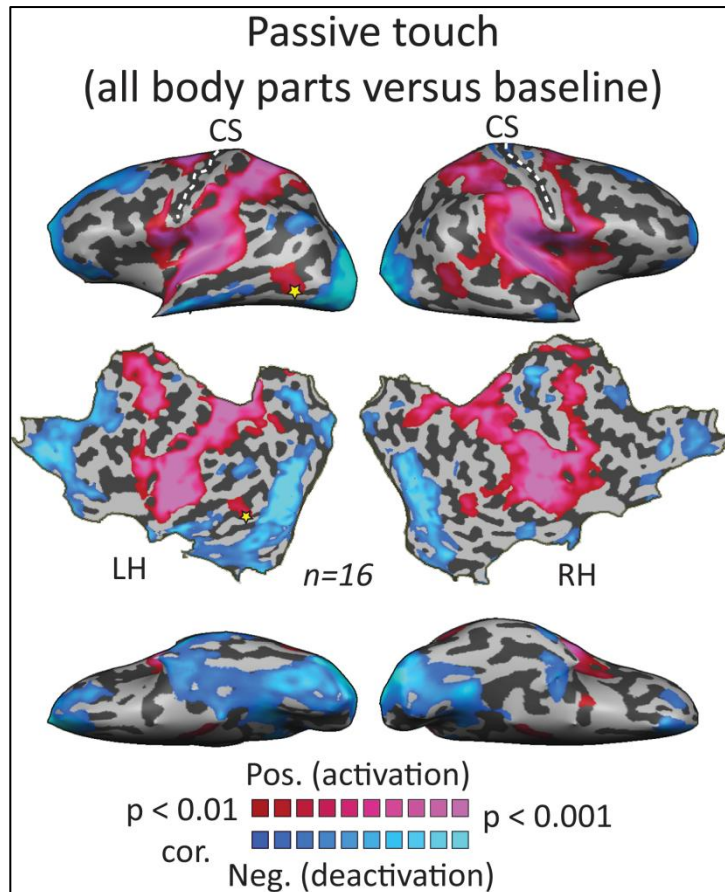 Passive touch
(all body parts versus baseline)
CS CS
LH n=16 RH
Pos. (activation)
p < 0.01 p < 0.001
cor.
Neg. (deactivation)